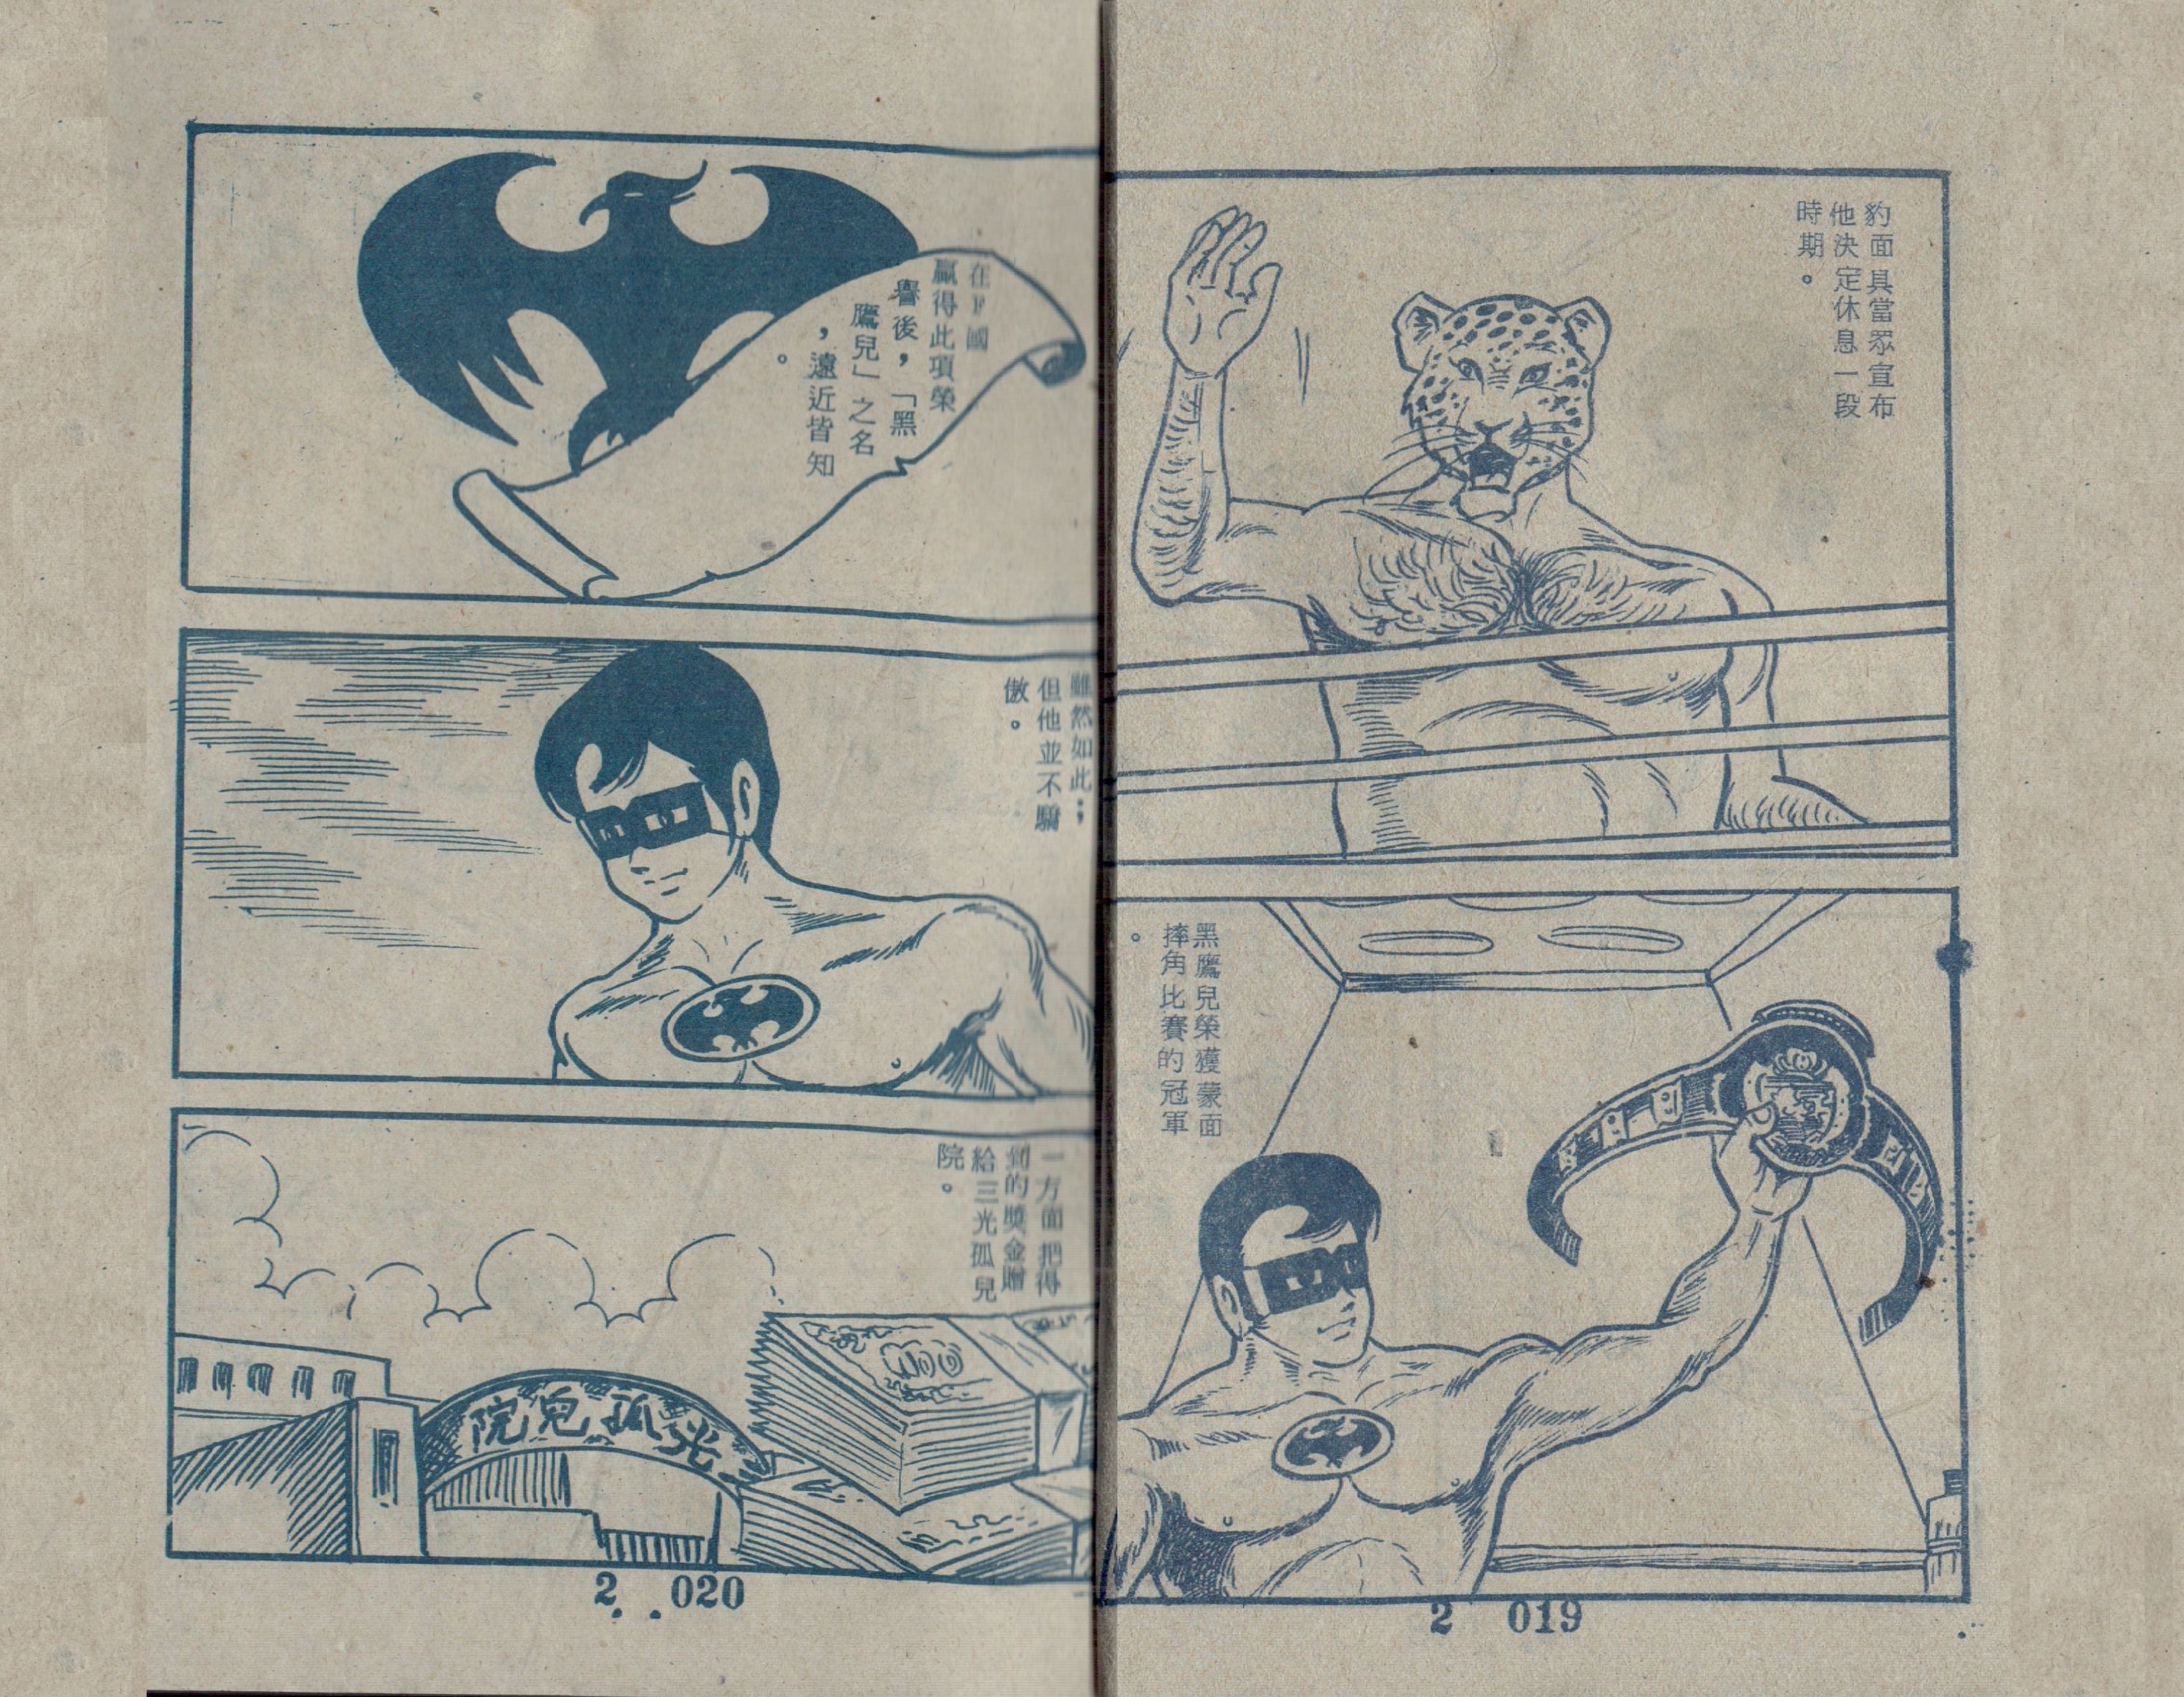 豹面具當眾宣布
他決定休息一段
時期。
黑鷹兒榮獲蒙面
摔角比賽的冠軍
。
2 019
在F國
贏得此項榮
譽後，「黑
鷹兒」之名
，遠近皆知
。
雖然如此；
但他並不驕
傲。
一方面把得
到的獎金贈
給三光孤兒
院。
光孤兒院
100
2 020